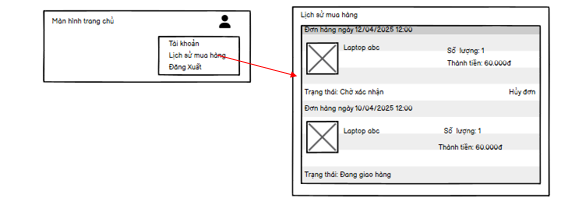 Màn hình trang chủ
Tài khoản
Lịch sử mua hàng
Đăng Xuất
Lịch sử mua hàng
Đơn hàng ngày 12/04/2025 12:00
Laptop abc
Số lượng: 1
Thành tiền: 60.000đ
Trạng thái: Chờ xác nhận
Hủy đơn
Đơn hàng ngày 10/04/2025 12:00
Laptop abc
Số lượng: 1
Thành tiền: 60.000đ
Trạng thái: Đang giao hàng